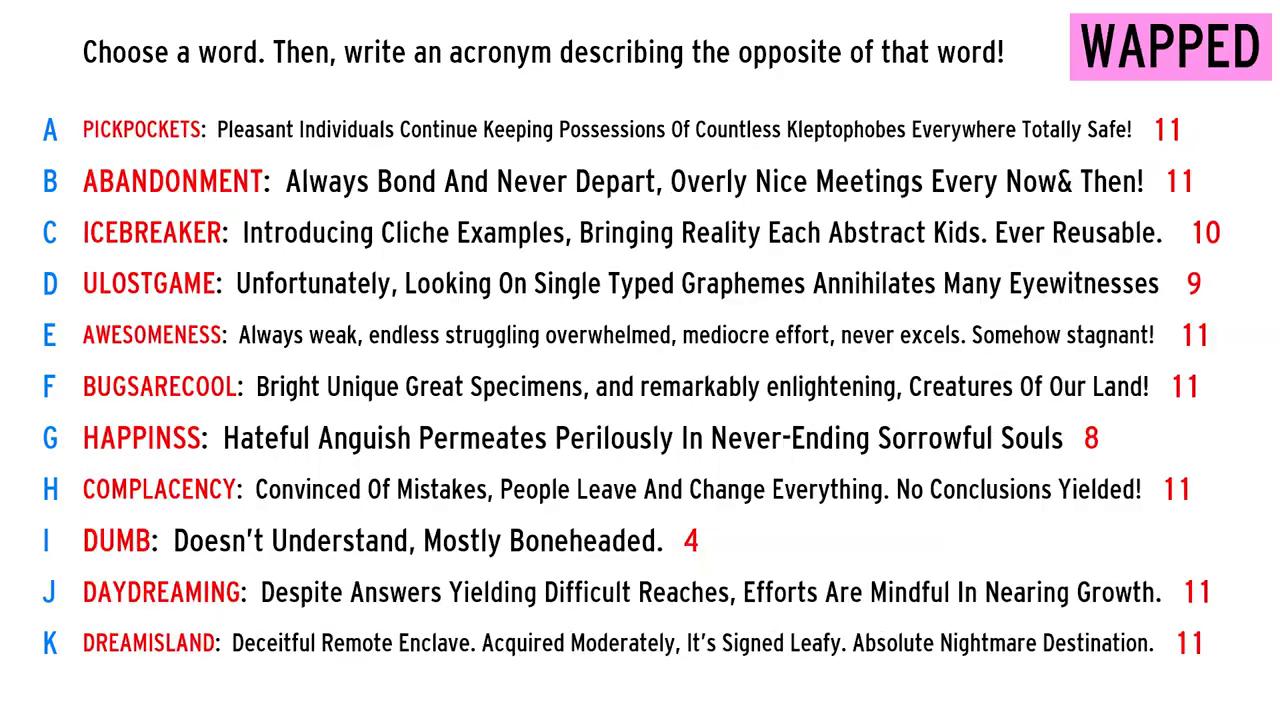 Choose a word. Then, write an acronym describing the opposite of that word!
WAPPED
A PICKPOCKETS: Pleasant Individuals Continue Keeping Possessions Of Countless Kleptophobes Everywhere Totally Safe! 11
B ABANDONMENT: Always Bond And Never Depart, Overly Nice Meetings Every Now& Then! 11
C ICEBREAKER: Introducing Cliche Examples, Bringing Reality Each Abstract Kids. Ever Reusable. 10
D ULOSTGAME: Unfortunately, Looking On Single Typed Graphemes Annihilates Many Eyewitnesses 9
E AWESOMENESS: Always weak, endless struggling overwhelmed, mediocre effort, never excels. Somehow stagnant! 11
F BUGSARECOOL: Bright Unique Great Specimens, and remarkably enlightening, Creatures Of Our Land! 11
G HAPPINSS: Hateful Anguish Permeates Perilously In Never-Ending Sorrowful Souls 8
H COMPLACENCY: Convinced Of Mistakes, People Leave And Change Everything. No Conclusions Yielded! 11
I DUMB: Doesn't Understand, Mostly Boneheaded. 4
J DAYDREAMING: Despite Answers Yielding Difficult Reaches, Efforts Are Mindful In Nearing Growth. 11
K DREAMISLAND: Deceitful Remote Enclave. Acquired Moderately, It's Signed Leafy. Absolute Nightmare Destination. 11